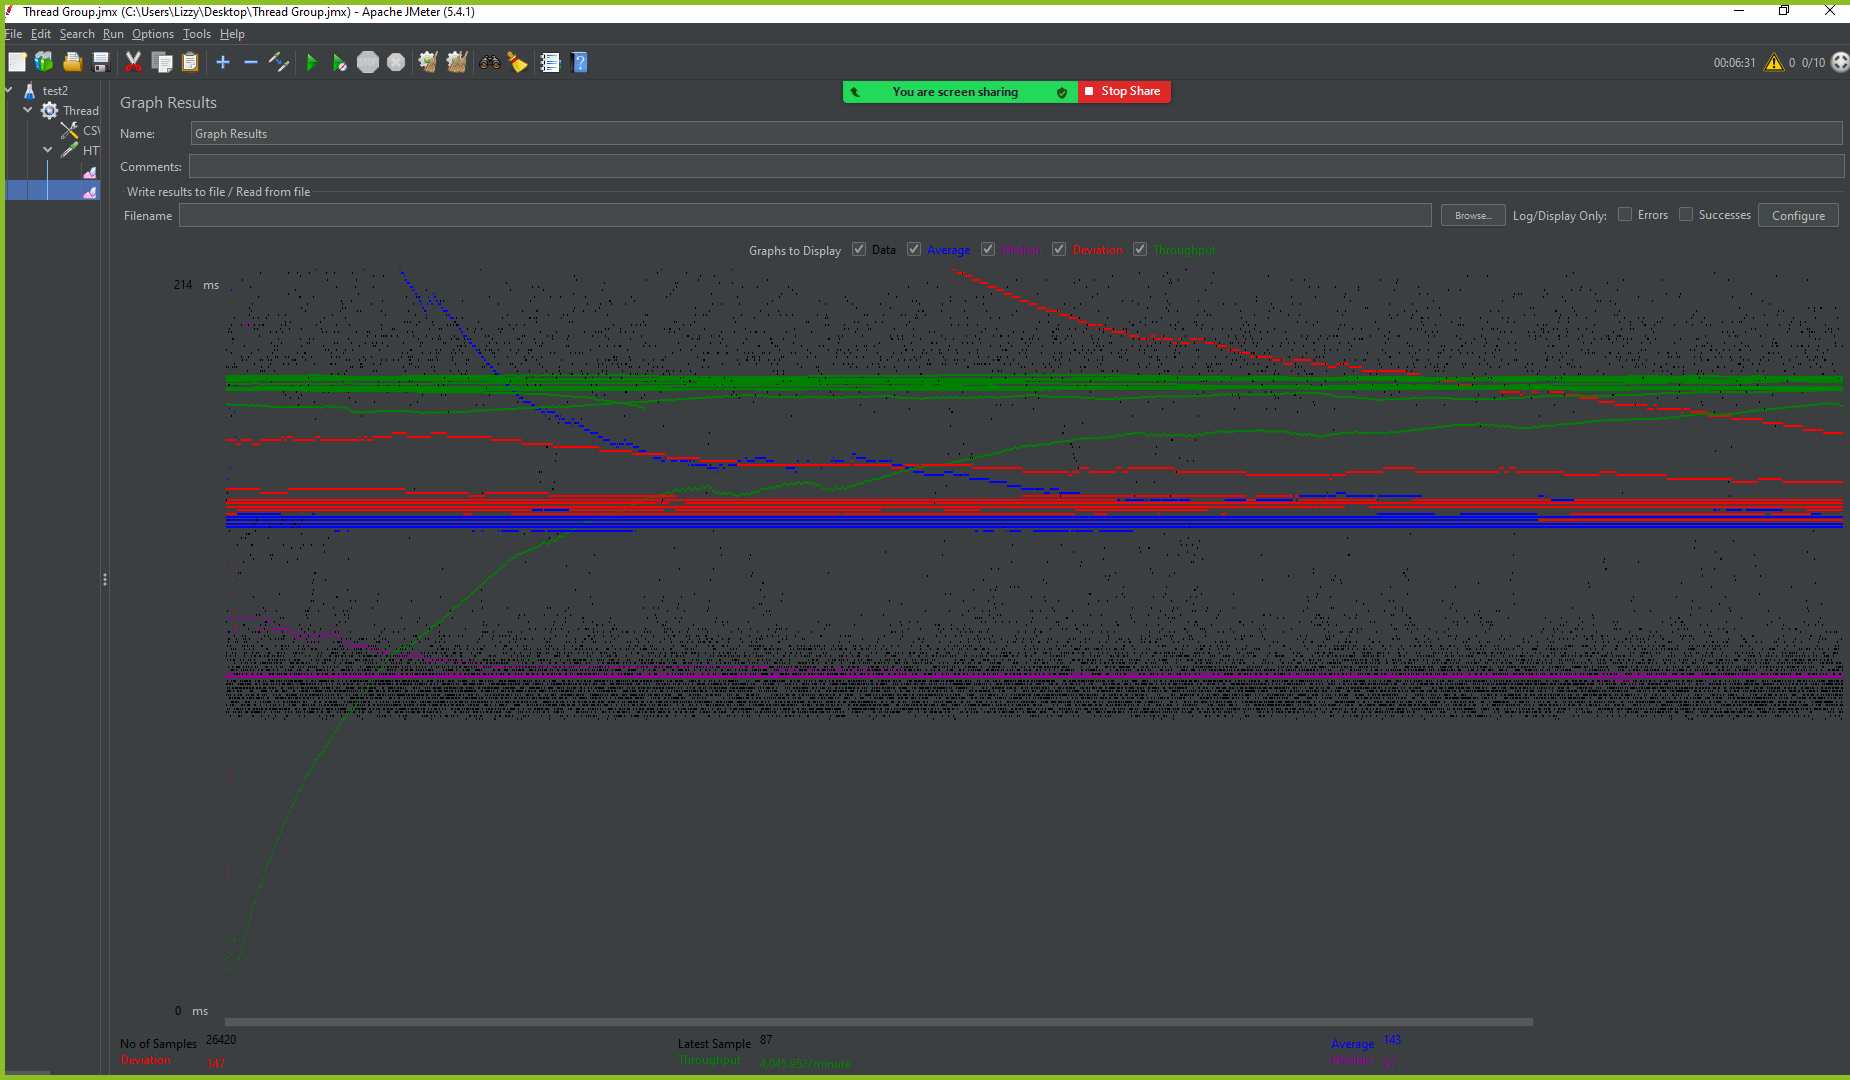 Thread Group.jmx (C:\Users\Lizzy\Desktop\Thread Group.jmx) - Apache JMeter (5.4.1)
File Edit Search Run Options Tools Help
STOP
00:06:31 0 0/10
test2
Thread
CSV
HT
You are screen sharing Stop Share
Graph Results
Name: Graph Results
Comments:
Write results to file / Read from file
Filename Browse... Log/Display Only: Errors Successes Configure
Graphs to Display Data Average Median Deviation Throughput
214 ms
0 ms
No of Samples 26420 Latest Sample 87 Average 143
Deviation 147 Throughput 4,045.952/minute Median